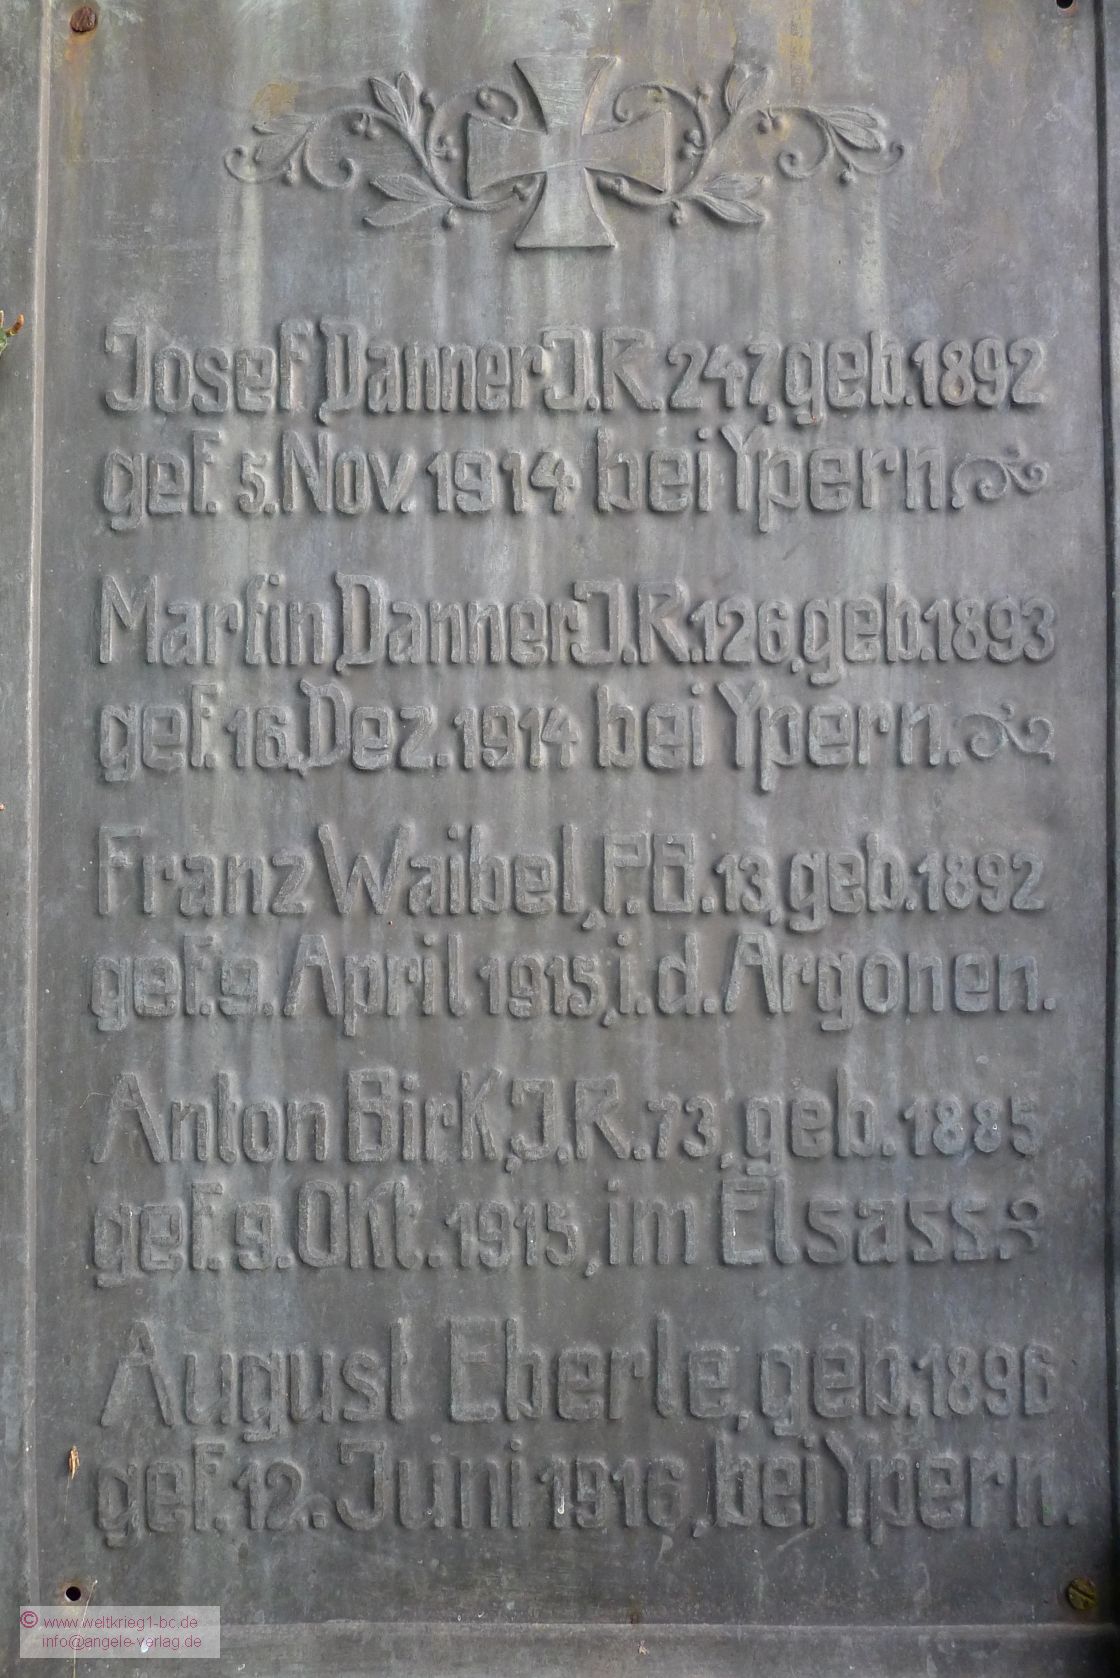 Josef Danner J.R. 247, geb. 1892
gef. 5. Nov. 1914 bei Ypern.
Martin Danner J.R. 126, geb. 1893
gef. 16. Dez. 1914 bei Ypern.
Franz Waibel, P.B. 13, geb. 1892
gef. 9. April 1915, i. d. Argonen.
Anton Birk, J.R. 73, geb. 1885
gef. 9. Okt. 1915, im Elsass.
August Eberle, geb. 1896
gef. 12. Juni 1916, bei Ypern.
© www.weltkrieg1-bc.de
info@angele-verlag.de